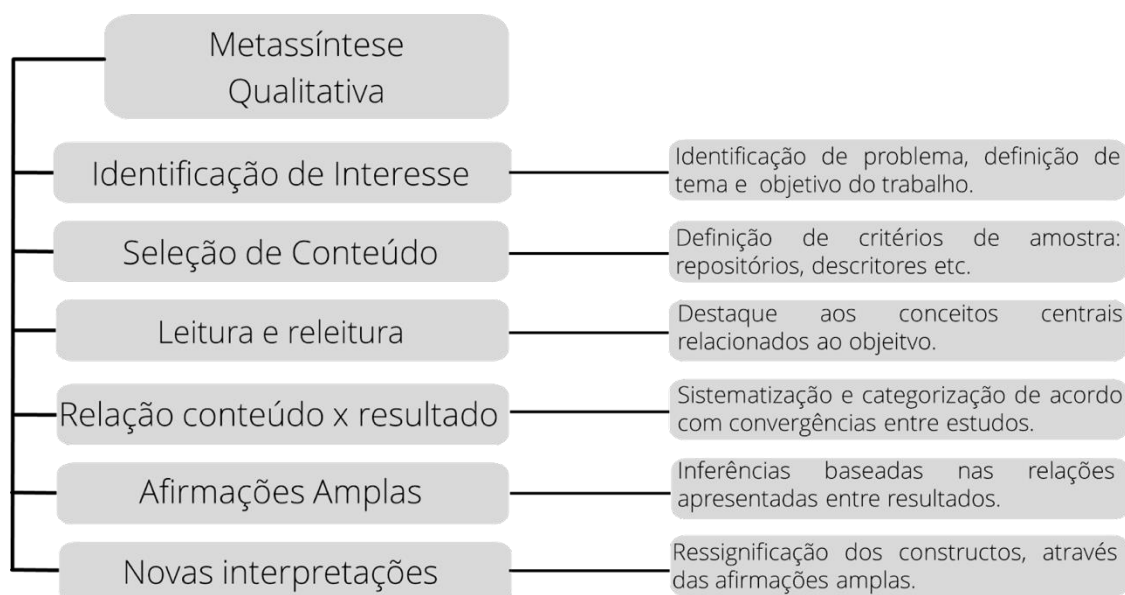 Metassíntese
Qualitativa
Identificação de Interesse
Identificação de problema, definição de
tema e objetivo do trabalho.
Seleção de Conteúdo
Definição de critérios de amostra:
repositórios, descritores etc.
Leitura e releitura
Destaque aos conceitos centrais
relacionados ao objeitvo.
Relação conteúdo x resultado
Sistematização e categorização de acordo
com convergências entre estudos.
Afirmações Amplas
Inferências baseadas nas relações
apresentadas entre resultados.
Novas interpretações
Ressignificação dos constructos, através
das afirmações amplas.